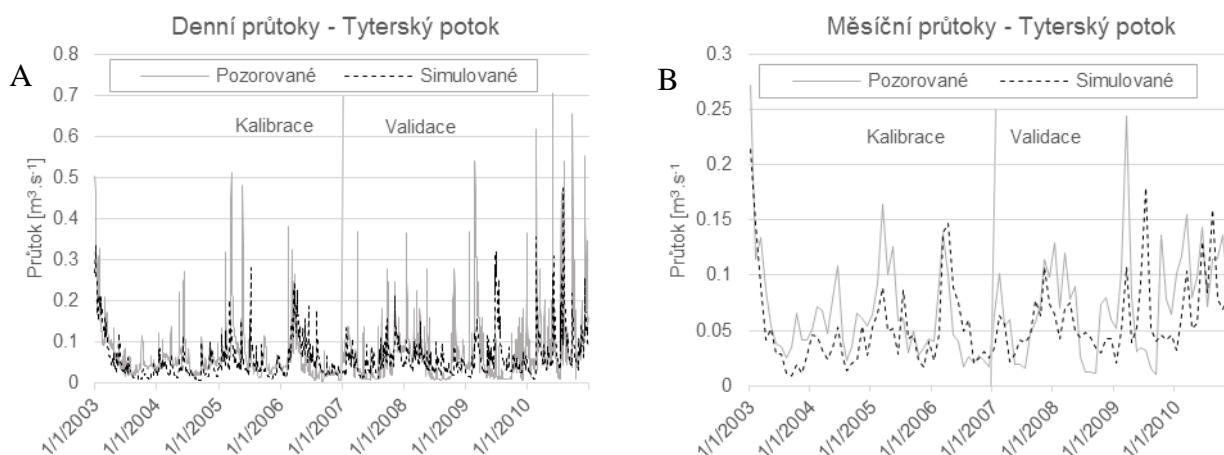 Denní průtoky - Tyterský potok
A
Pozorované
Simulované
Kalibrace
Validace
Průtok [m³.s⁻¹]
0.8
0.7
0.6
0.5
0.4
0.3
0.2
0.1
0
1/1/2003
1/1/2004
1/1/2005
1/1/2006
1/1/2007
1/1/2008
1/1/2009
1/1/2010
Měsíční průtoky - Tyterský potok
B
Pozorované
Simulované
Kalibrace
Validace
Průtok [m³.s⁻¹]
0.3
0.25
0.2
0.15
0.1
0.05
0
1/1/2003
1/1/2004
1/1/2005
1/1/2006
1/1/2007
1/1/2008
1/1/2009
1/1/2010